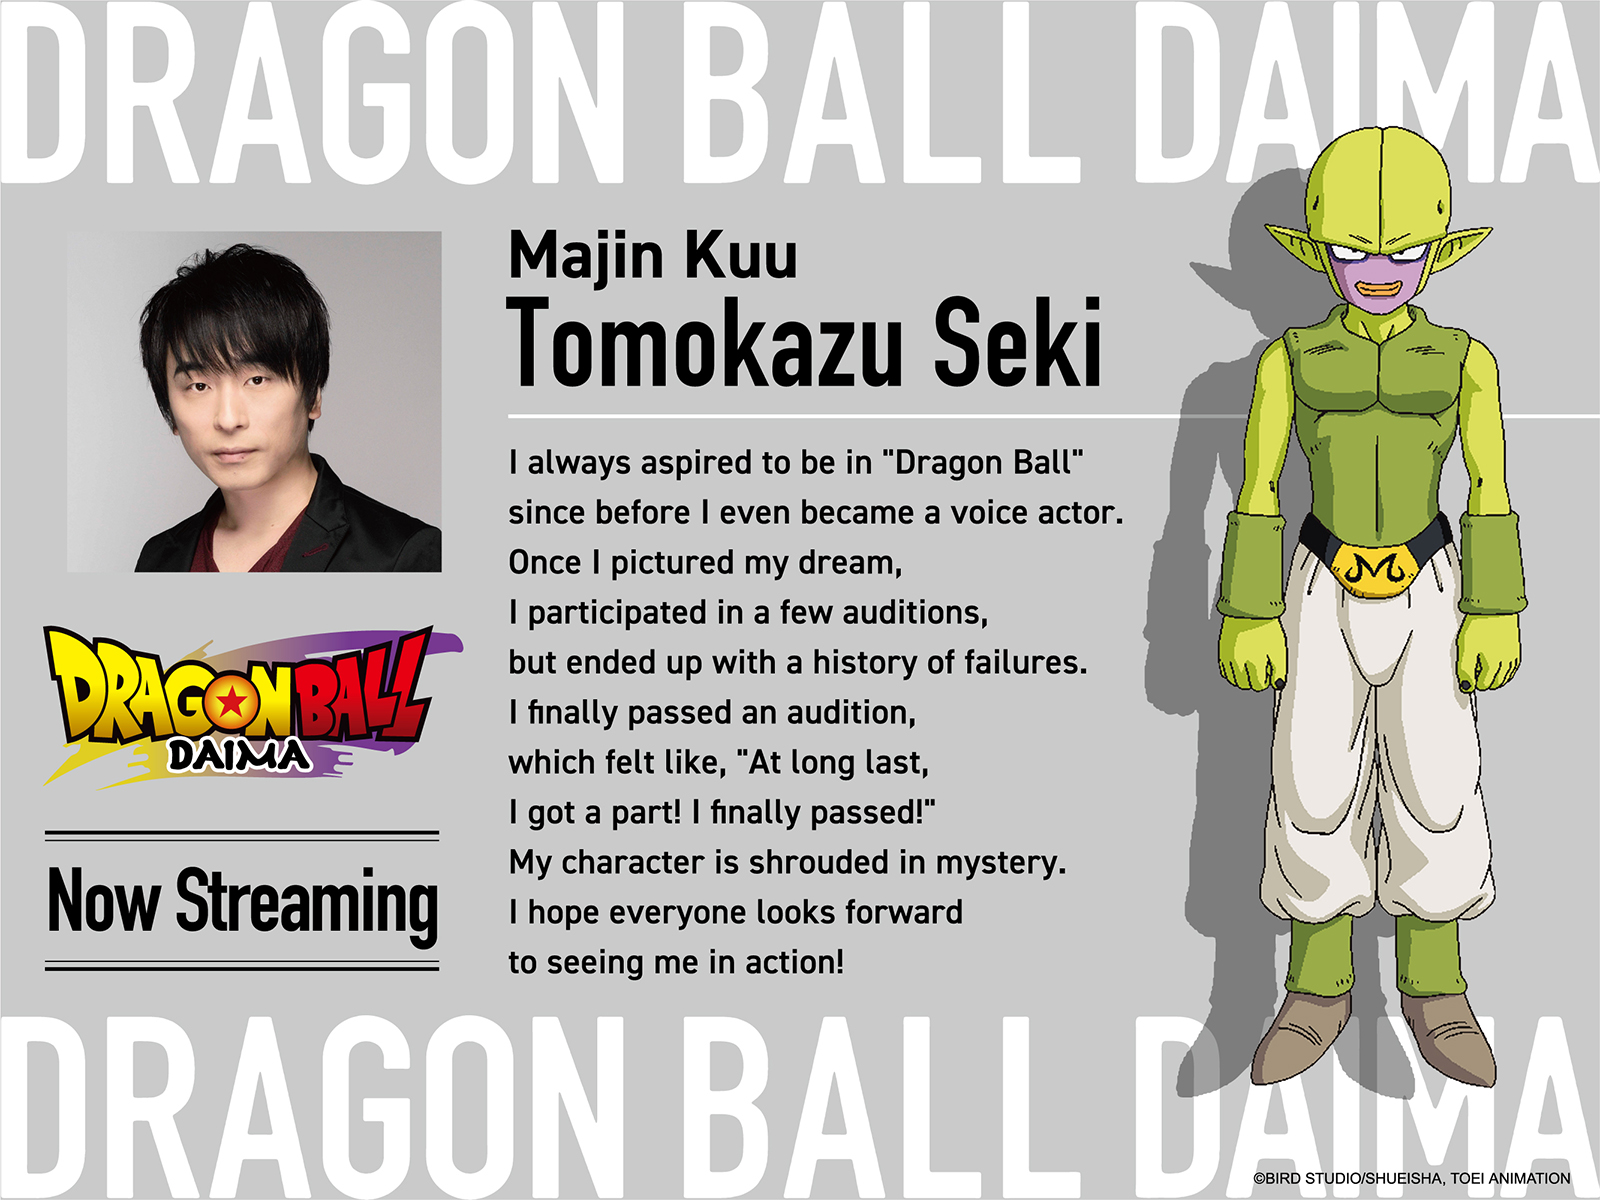 DRAGON BALL DAIMA
Majin Kuu
Tomokazu Seki
I always aspired to be in "Dragon Ball"
since before I even became a voice actor.
Once I pictured my dream,
I participated in a few auditions,
but ended up with a history of failures.
I finally passed an audition,
which felt like, "At long last,
I got a part! I finally passed!"
My character is shrouded in mystery.
I hope everyone looks forward
to seeing me in action!
DRAGON BALL
DAIMA
Now Streaming
M
DRAGON BALL DAIMA
©BIRD STUDIO/SHUEISHA, TOEI ANIMATION